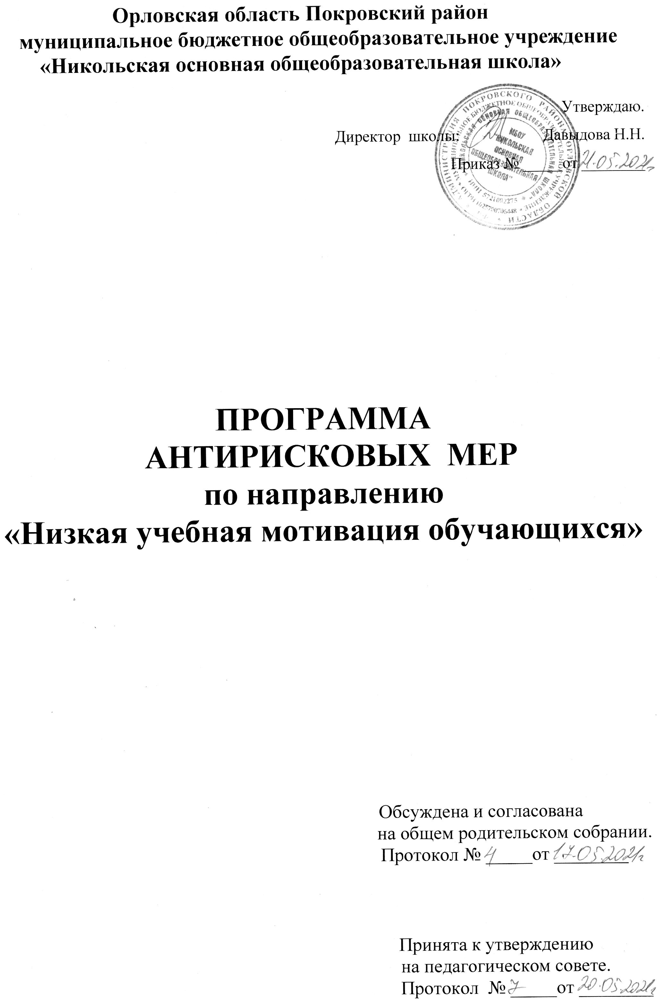 Орловская область Покровский район
муниципальное бюджетное общеобразовательное учреждение
«Никольская основная общеобразовательная школа»
Утверждаю.
Директор школы: Давыдова Н.Н.
Приказ № ______от 21.05.2021г
АДМИНИСТРАЦИЯ ПОКРОВСКОГО РАЙОНА ОРЛОВСКОЙ ОБЛАСТИ
МУНИЦИПАЛЬНОЕ БЮДЖЕТНОЕ ОБЩЕОБРАЗОВАТЕЛЬНОЕ УЧРЕЖДЕНИЕ * ОГРН 1025700706448 *
НИКОЛЬСКАЯ ОСНОВНАЯ ОБЩЕОБРАЗОВАТЕЛЬНАЯ ШКОЛА" * ИНН 5721002275 *
МБОУ
"НИКОЛЬСКАЯ
ОСНОВНАЯ
ОБЩЕОБРАЗОВАТЕЛЬНАЯ
ШКОЛА"
ПРОГРАММА
АНТИРИСКОВЫХ МЕР
по направлению
«Низкая учебная мотивация обучающихся»
Обсуждена и согласована
на общем родительском собрании.
Протокол № 4 от 17.05.2021г
Принята к утверждению
на педагогическом совете.
Протокол № 7 от 20.05.2021г